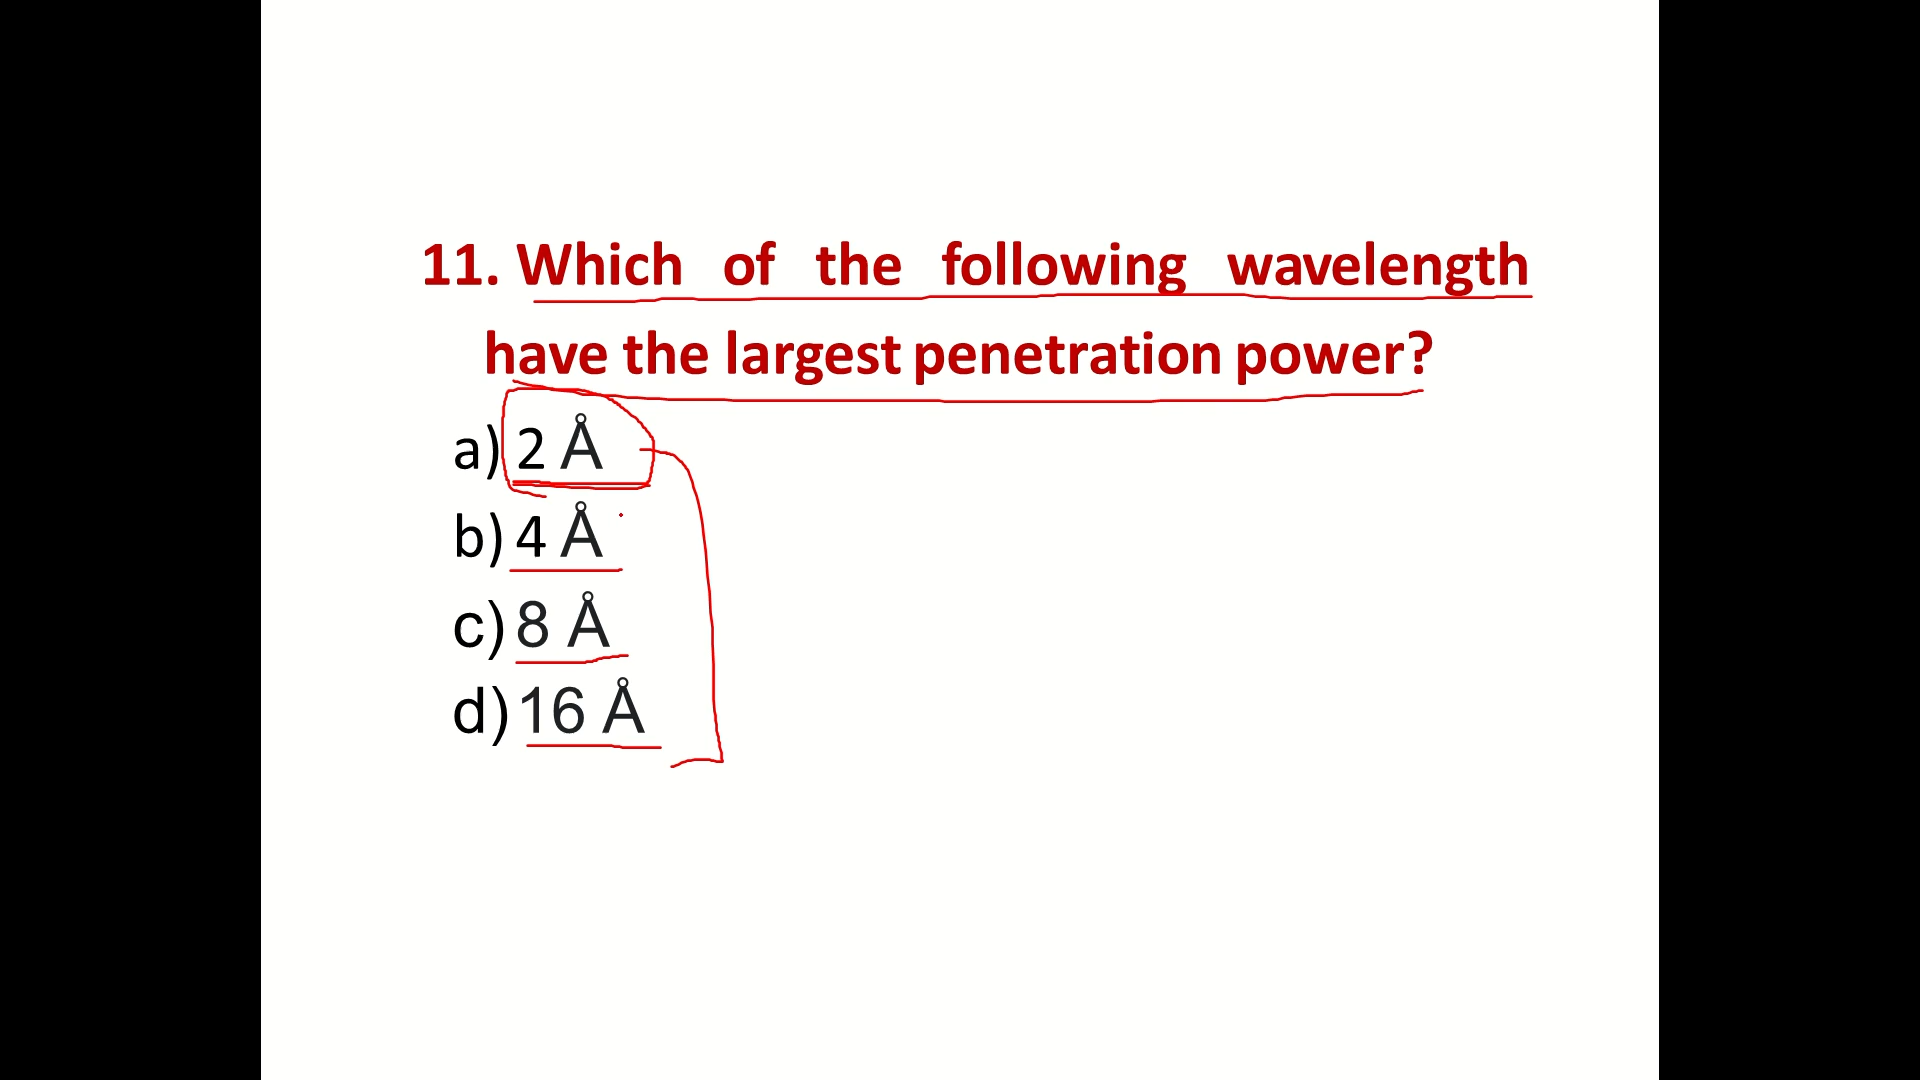 11. Which of the following wavelength
have the largest penetration power?
a) 2 Å
b) 4 Å
c) 8 Å
d) 16 Å